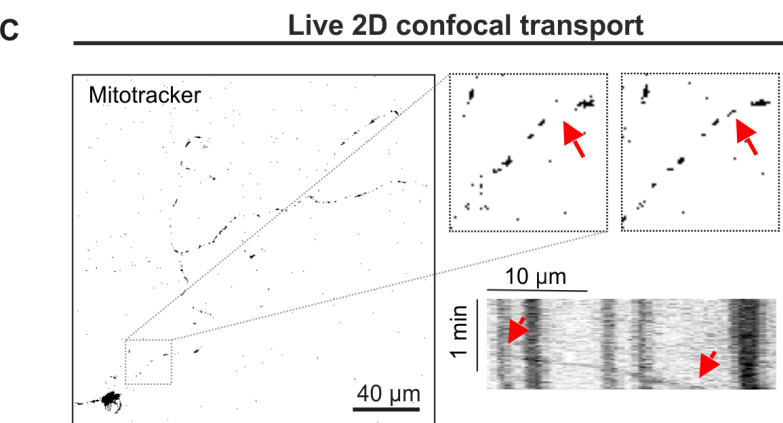 C
Live 2D confocal transport
Mitotracker
10 µm
1 min
40 µm